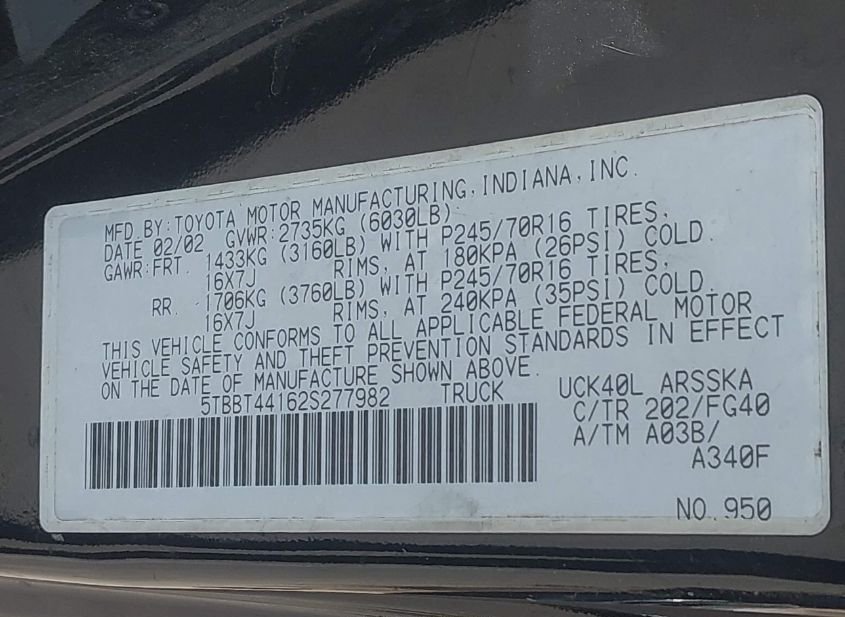 MFD. BY: TOYOTA MOTOR MANUFACTURING, INDIANA, INC.
DATE 02/02 GVWR: 2735KG (6030LB)
GAWR: FRT. 1433KG (3160LB) WITH P245/70R16 TIRES,
16X7J RIMS, AT 180KPA (26PSI) COLD.
RR. 1706KG (3760LB) WITH P245/70R16 TIRES,
16X7J RIMS, AT 240KPA (35PSI) COLD.
THIS VEHICLE CONFORMS TO ALL APPLICABLE FEDERAL MOTOR
VEHICLE SAFETY AND THEFT PREVENTION STANDARDS IN EFFECT
ON THE DATE OF MANUFACTURE SHOWN ABOVE.
5TBBT44162S277982 TRUCK
UCK40L ARSSKA
C/TR 202/FG40
A/TM A03B/
A340F
NO. 950